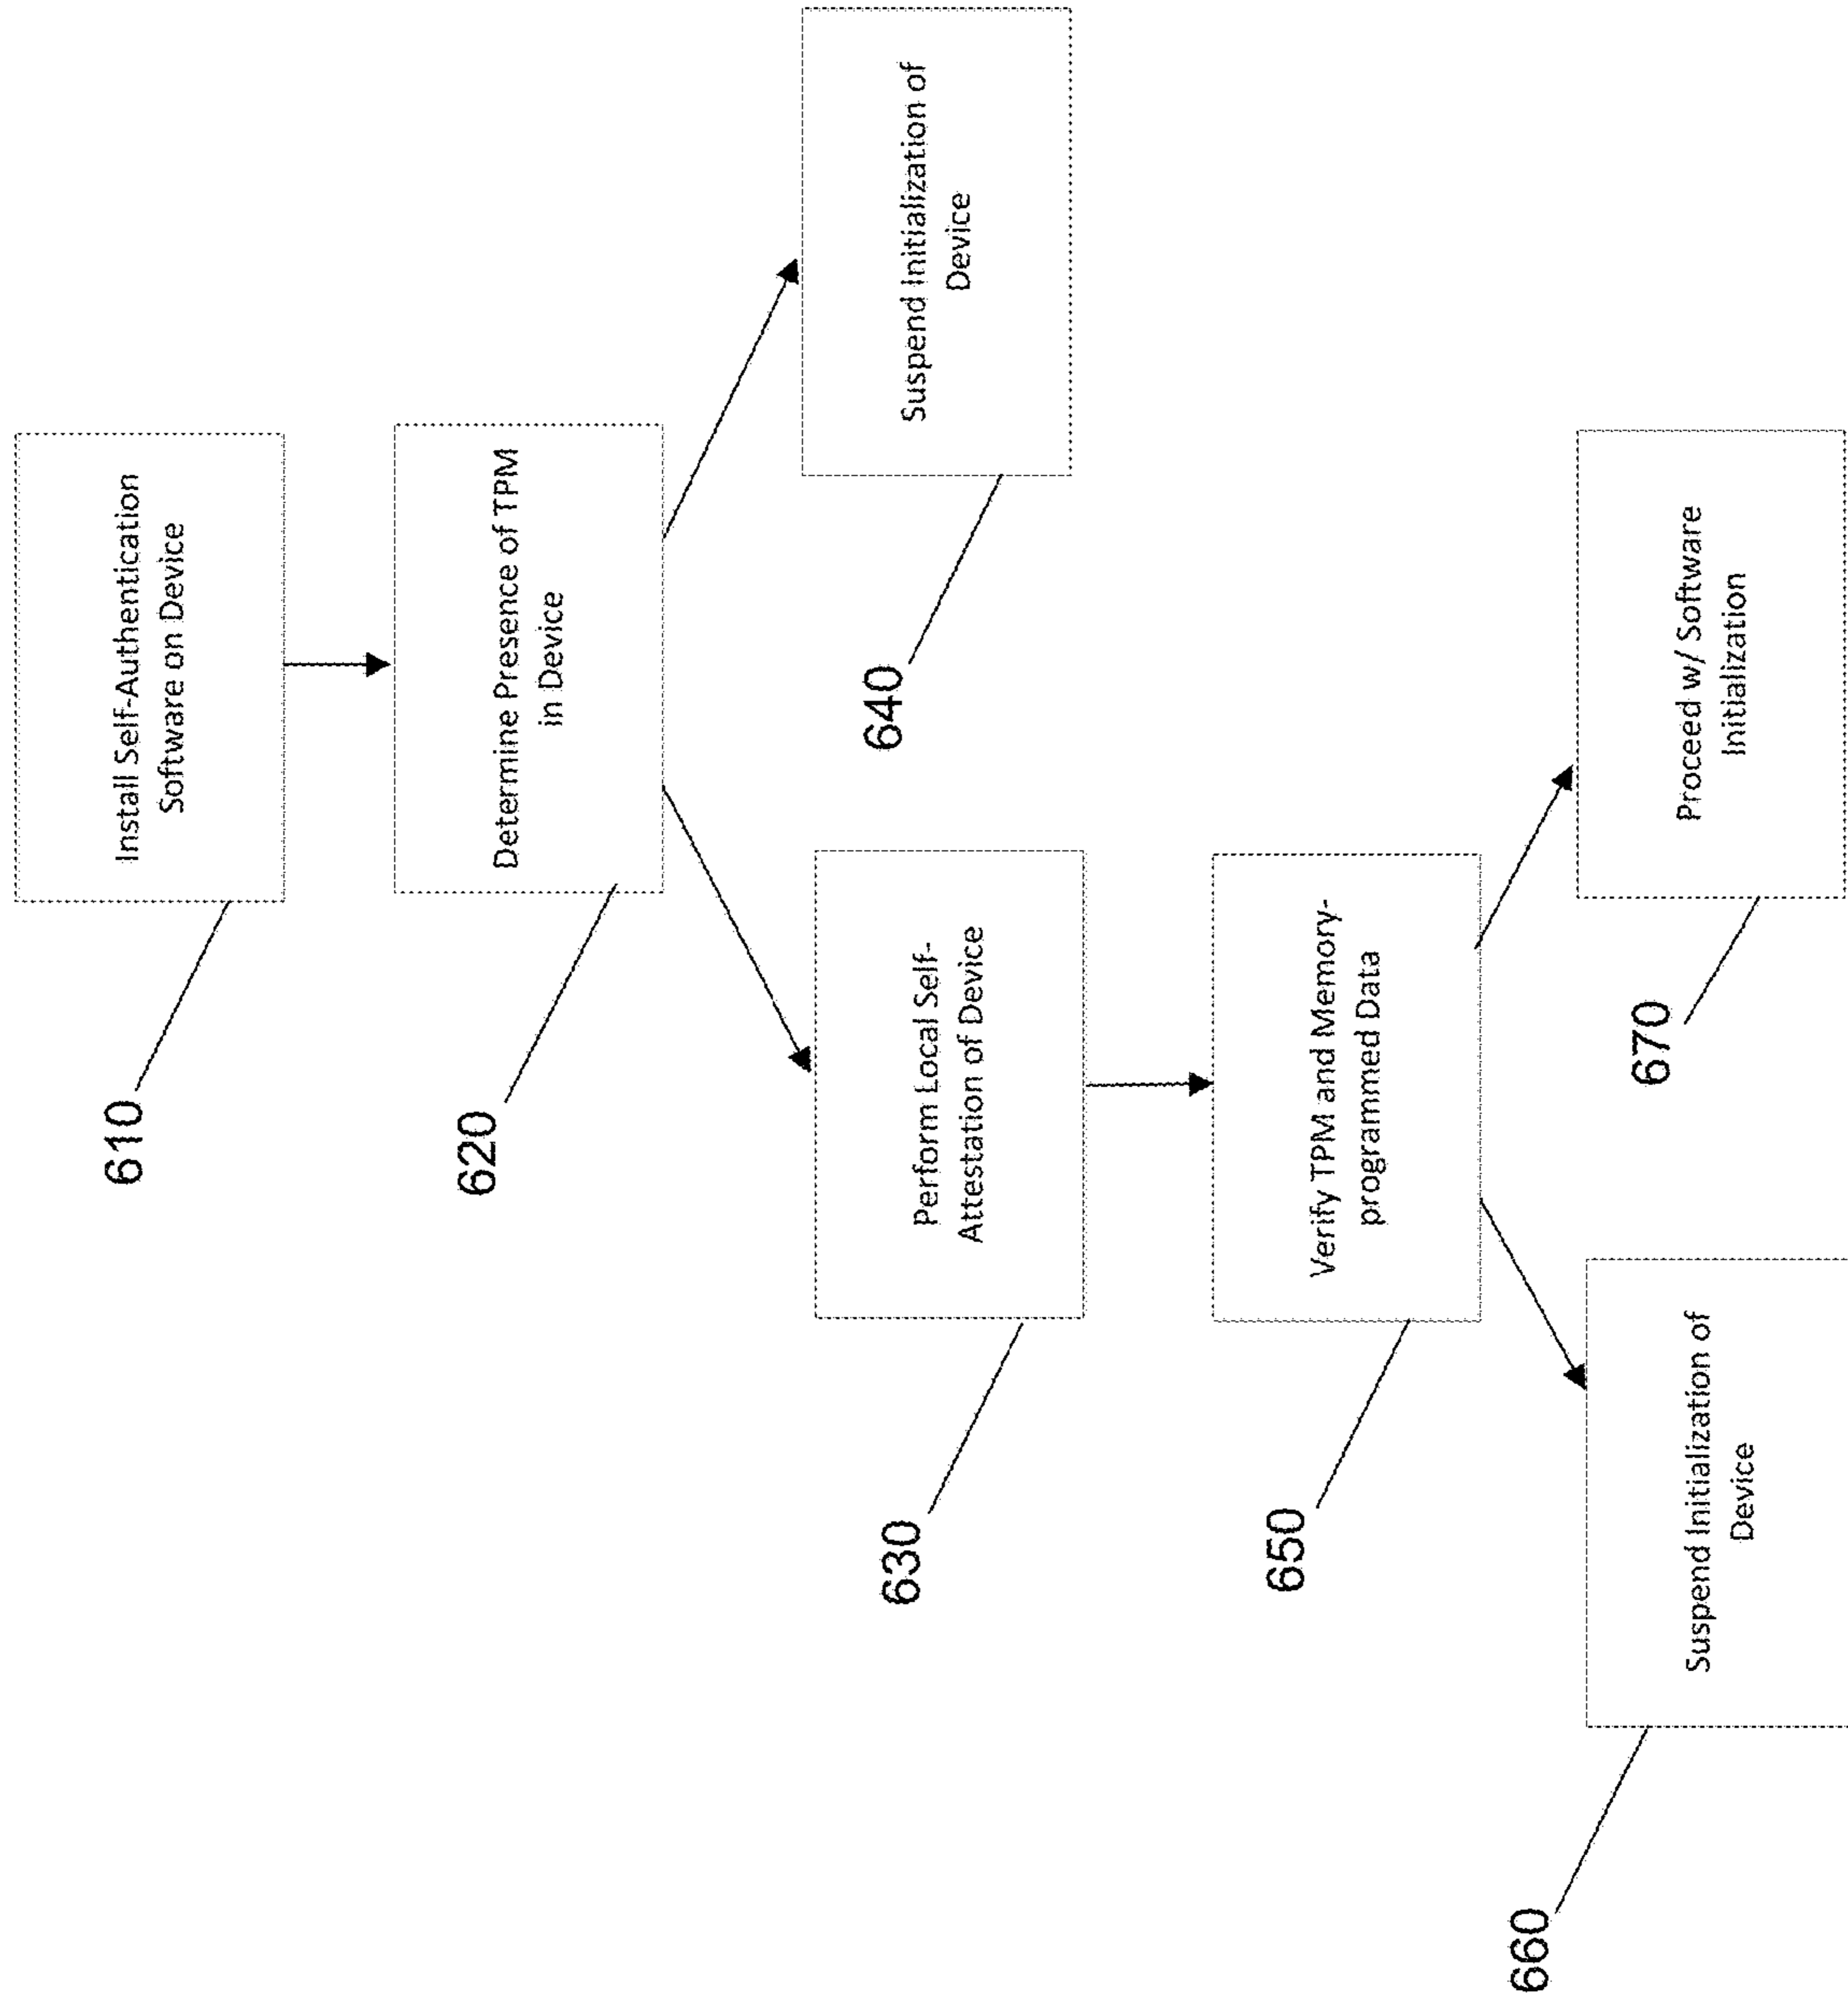 Install Self-Authentication
Software on Device
610
Determine Presence of TPM
in Device
620
Perform Local Self-
Attestation of Device
630
Suspend Initialization of
Device
640
Verify TPM and Memory-
programmed Data
650
Suspend Initialization of
Device
660
Proceed w/ Software
Initialization
670